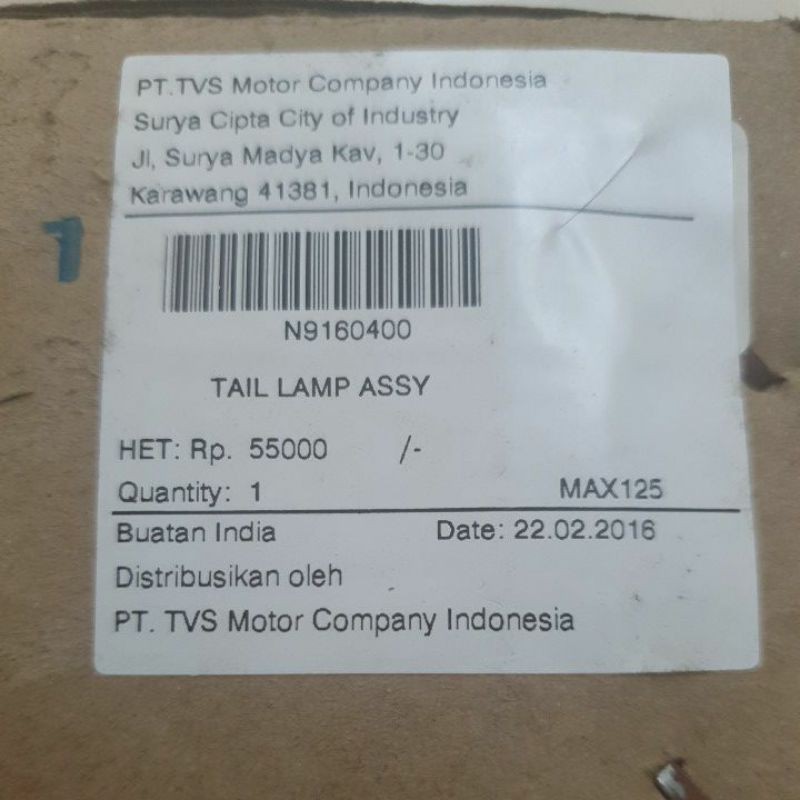 PT.TVS Motor Company Indonesia
Surya Cipta City of Industry
Jl, Surya Madya Kav, 1-30
Karawang 41381, Indonesia
1
N9160400
TAIL LAMP ASSY
HET: Rp. 55000 /-
Quantity: 1 MAX125
Buatan India Date: 22.02.2016
Distribusikan oleh
PT. TVS Motor Company Indonesia